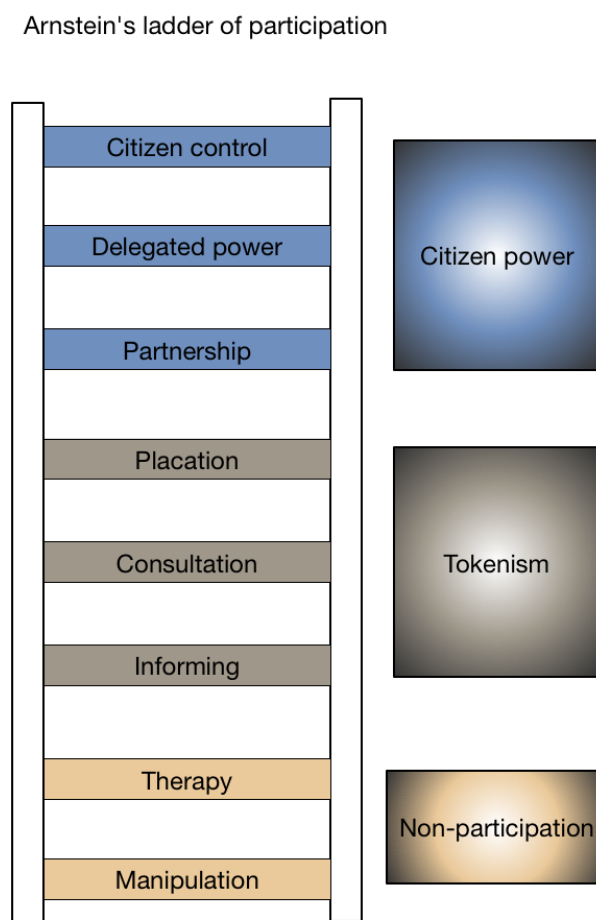 Arnstein's ladder of participation
Citizen control
Delegated power
Partnership
Placation
Consultation
Informing
Therapy
Manipulation
Citizen power
Tokenism
Non-participation